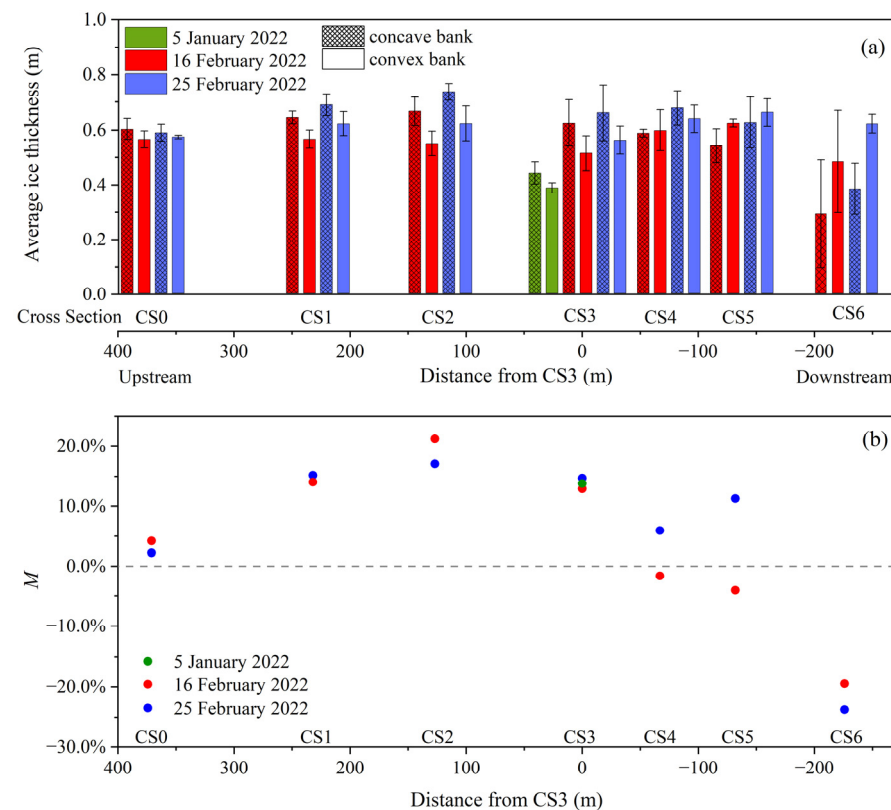 (a)
5 January 2022
16 February 2022
25 February 2022
concave bank
convex bank
Average ice thickness (m)
1.0
0.8
0.6
0.4
0.2
0.0
Cross Section CS0 CS1 CS2 CS3 CS4 CS5 CS6
400 300 200 100 0 −100 −200
Upstream Distance from CS3 (m) Downstream
(b)
M
20.0%
10.0%
0.0%
−10.0%
−20.0%
−30.0%
5 January 2022
16 February 2022
25 February 2022
CS0 CS1 CS2 CS3 CS4 CS5 CS6
400 300 200 100 0 −100 −200
Distance from CS3 (m)